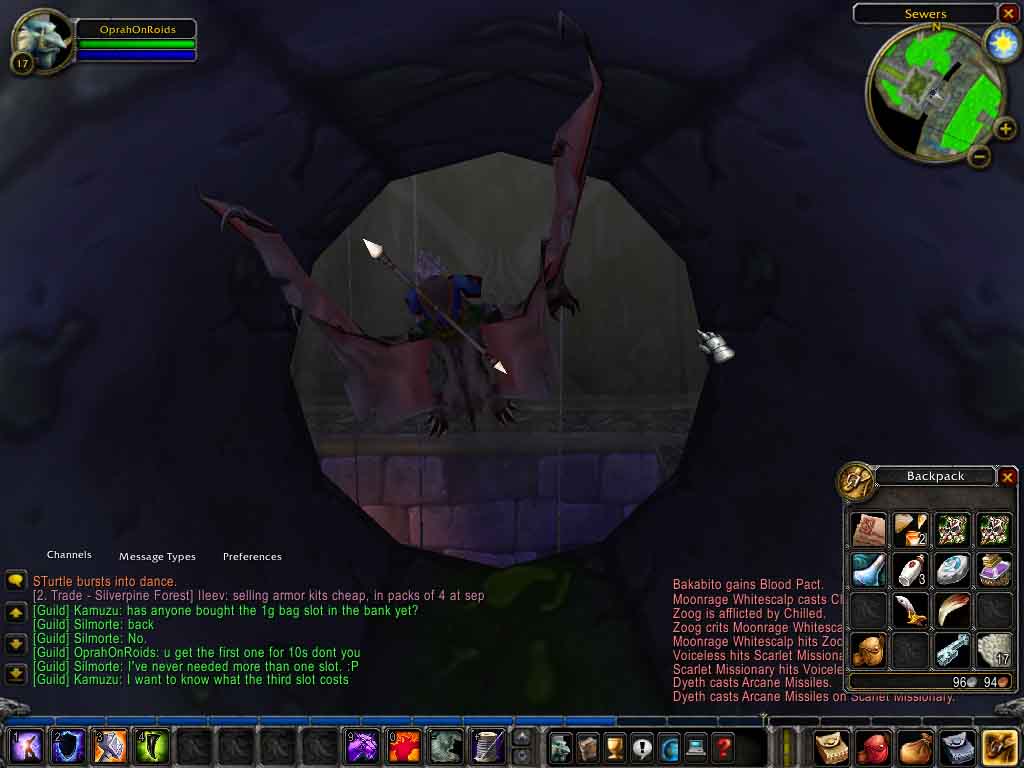 OprahOnRoids
17
Sewers
N
Backpack
2
3
17
96 94
Channels Message Types Preferences
STurtle bursts into dance.
[2. Trade - Silverpine Forest] Ileev: selling armor kits cheap, in packs of 4 at sep
[Guild] Kamuzu: has anyone bought the 1g bag slot in the bank yet?
[Guild] Silmorte: back
[Guild] Silmorte: No.
[Guild] OprahOnRoids: u get the first one for 10s dont you
[Guild] Silmorte: I've never needed more than one slot. :P
[Guild] Kamuzu: I want to know what the third slot costs
Bakabito gains Blood Pact.
Moonrage Whitescalp casts
Zoog is afflicted by Chilled.
Zoog crits Moonrage
Moonrage Whitescalp hits
Voiceless hits Scarlet
Scarlet Missionary hits
Dyeth casts Arcane Missiles.
Dyeth casts Arcane Missiles on Scarlet Missionary.
1 2 3 4 9 0